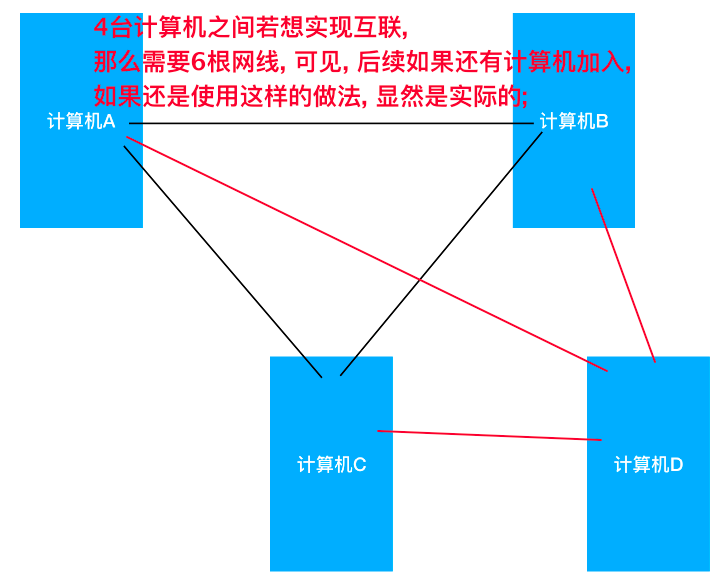 4台计算机之间若想实现互联,
那么需要6根网线, 可见, 后续如果还有计算机加入,
如果还是使用这样的做法, 显然是实际的;
计算机A
计算机B
计算机C
计算机D